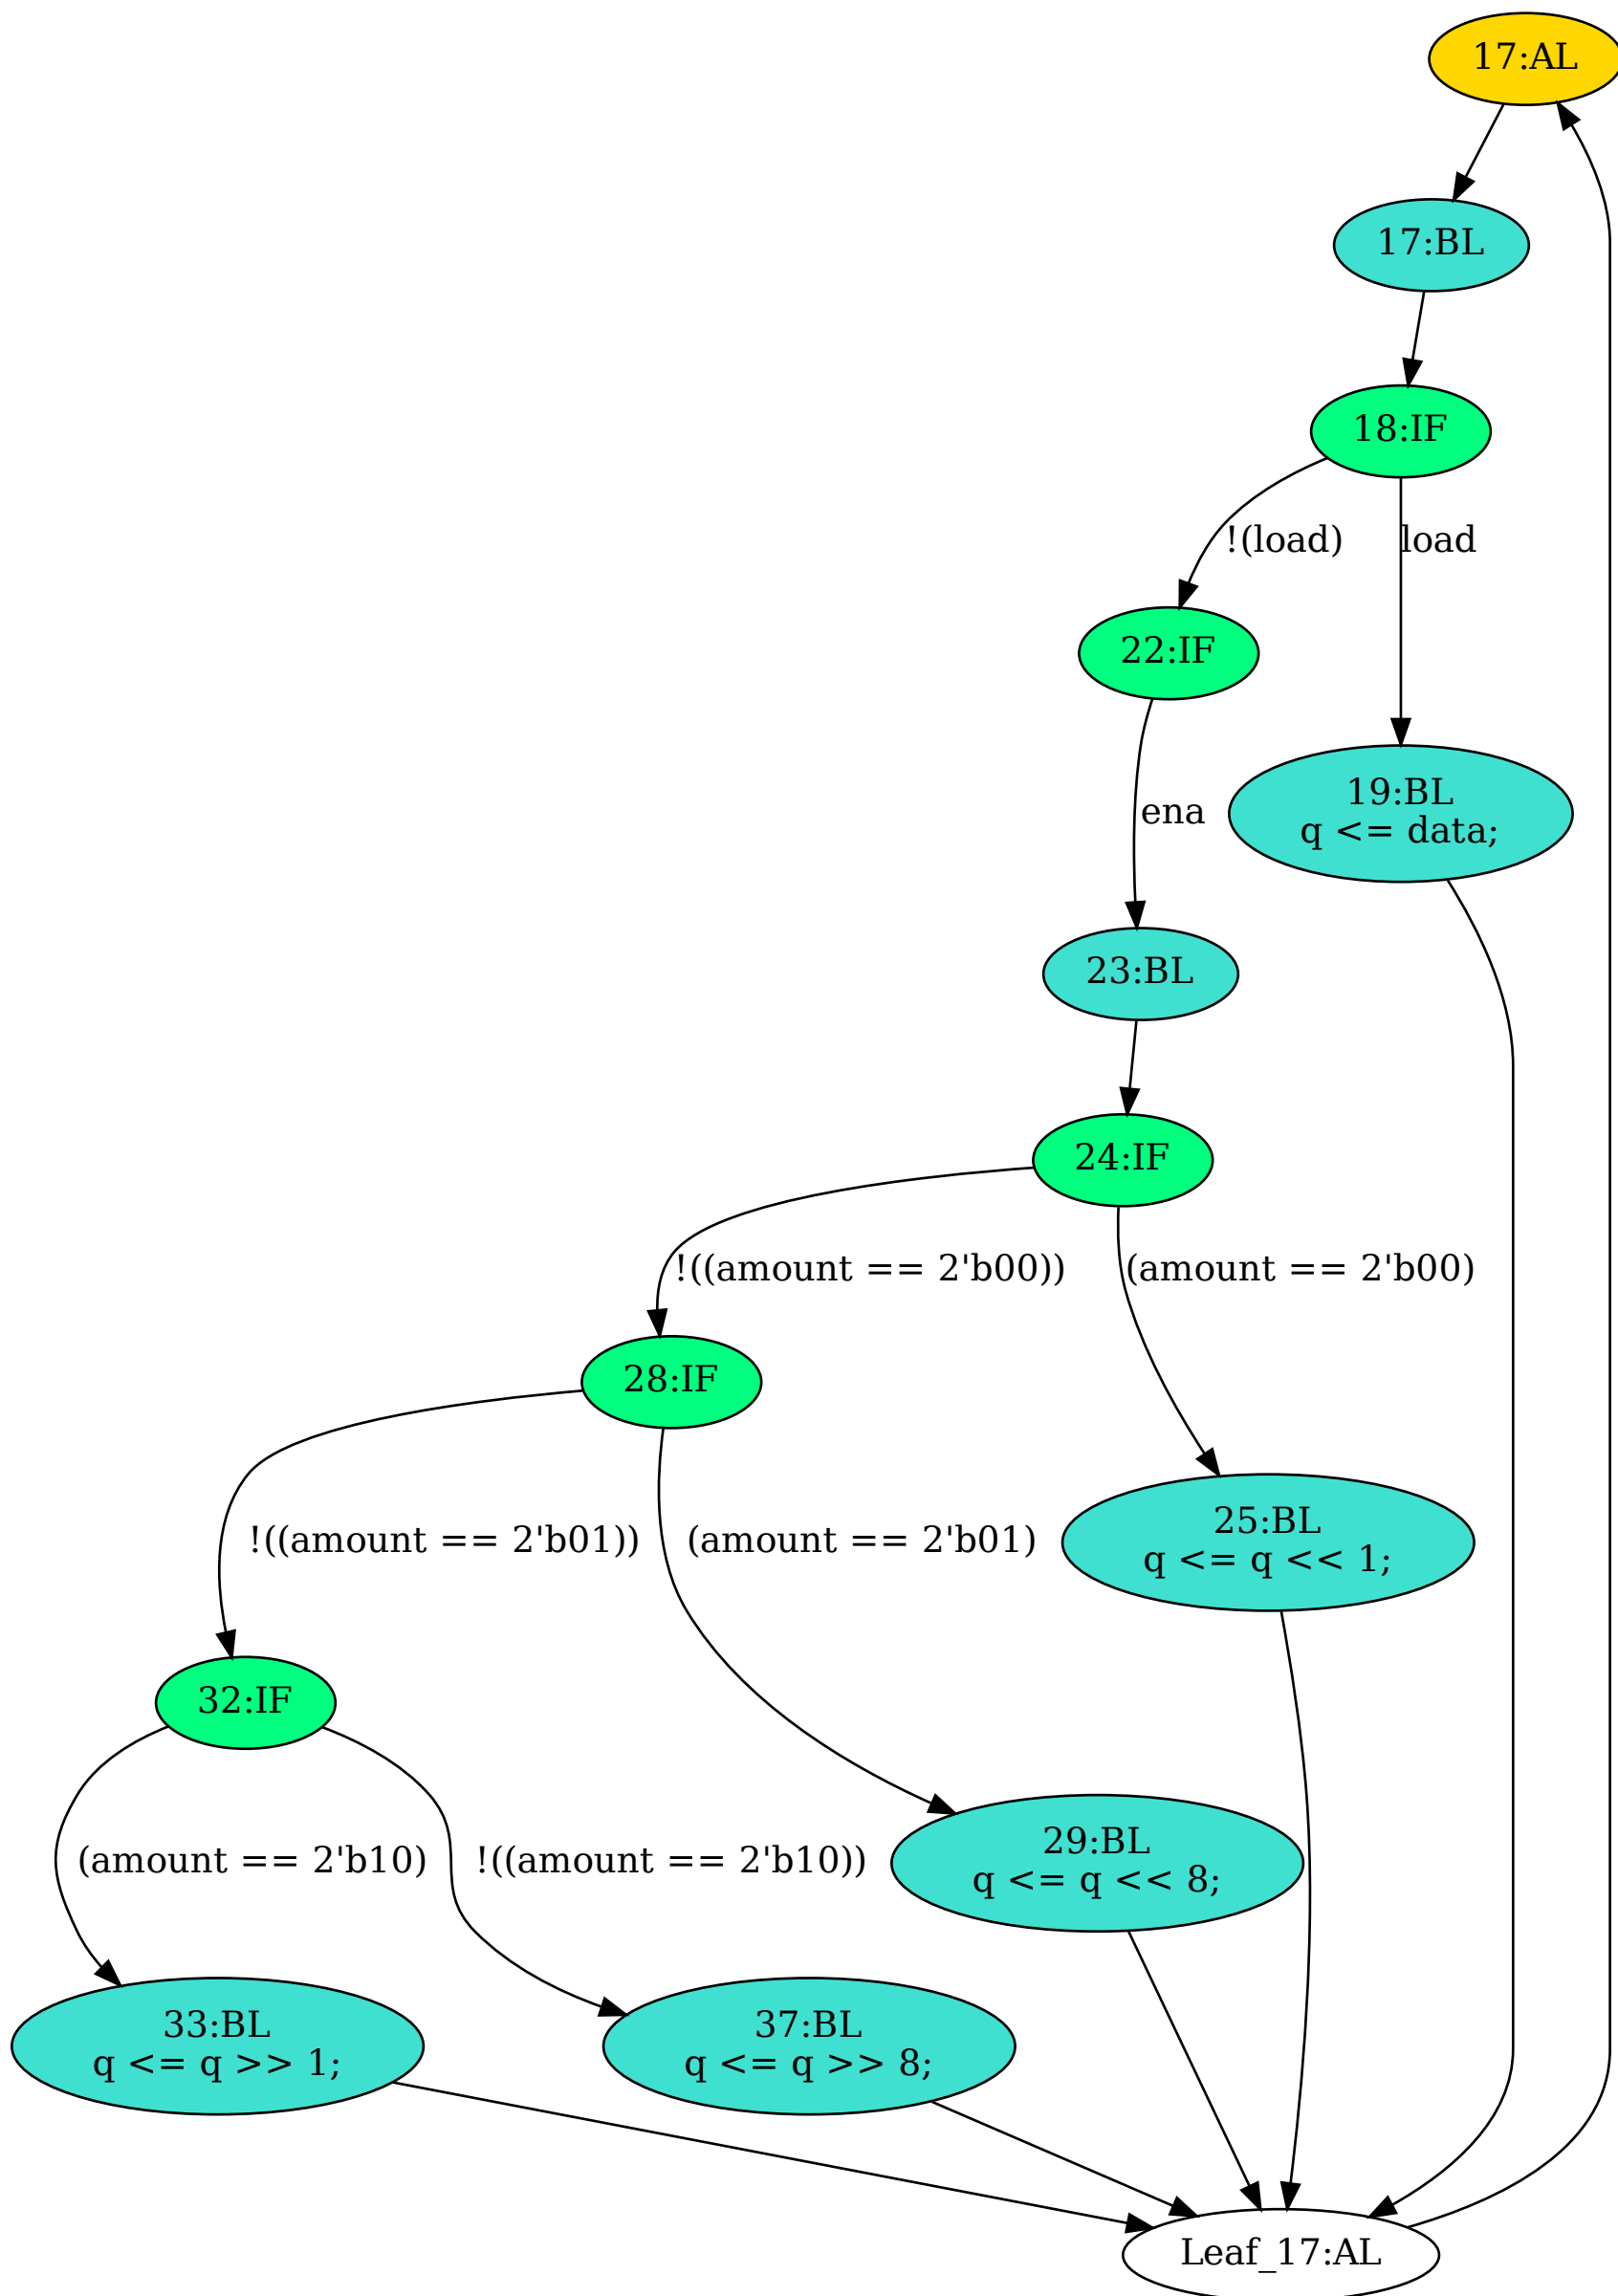 17:AL
17:BL
18:IF
!(load)
load
22:IF
19:BL
q <= data;
ena
23:BL
24:IF
!((amount == 2'b00))
(amount == 2'b00)
28:IF
!((amount == 2'b01))
(amount == 2'b01)
25:BL
q <= q << 1;
32:IF
(amount == 2'b10)
!((amount == 2'b10))
29:BL
q <= q << 8;
33:BL
q <= q >> 1;
37:BL
q <= q >> 8;
Leaf_17:AL